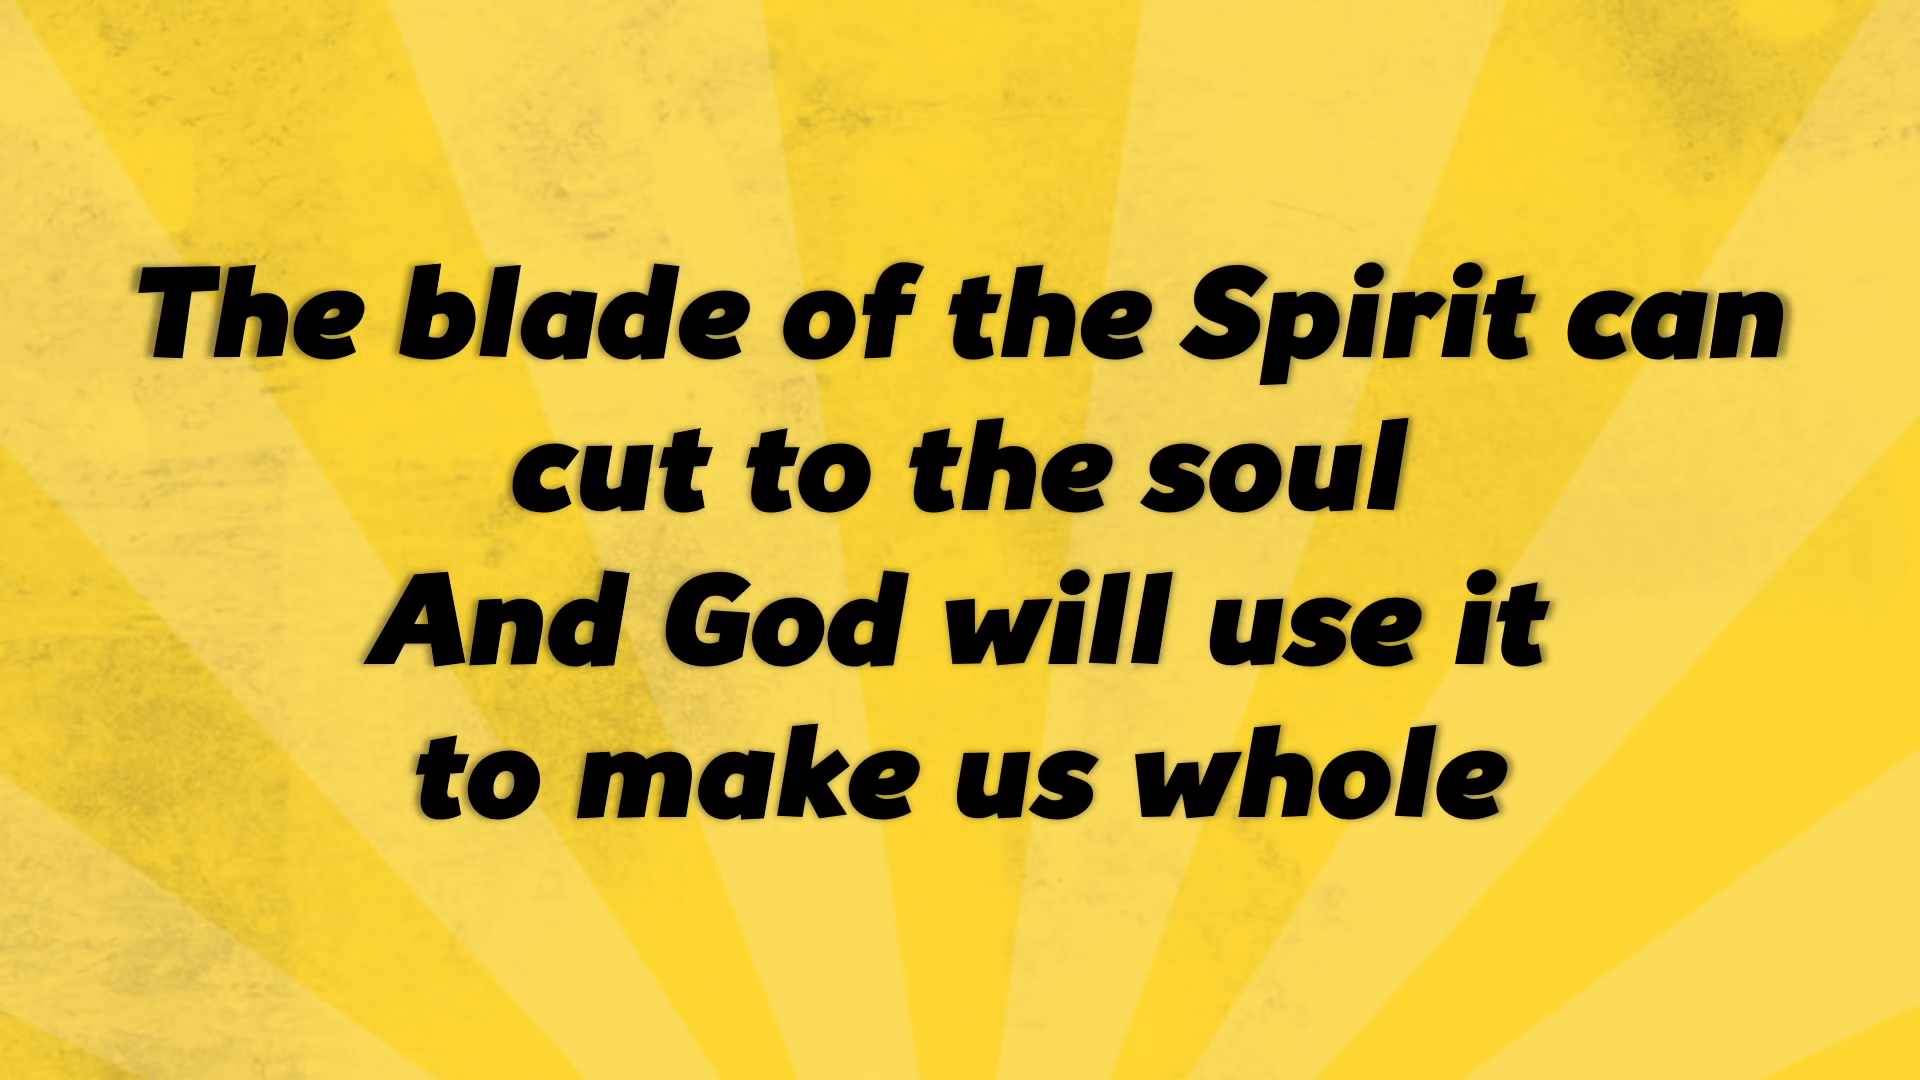 The blade of the Spirit can
cut to the soul
And God will use it
to make us whole